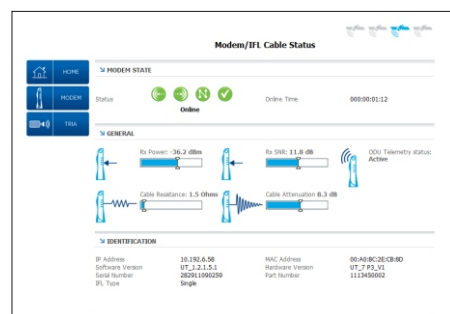 Modem/IFL Cable Status
HOME
MODEM STATE
MODEM
Status
Online
Online Time 000:00:01:12
TRIA
GENERAL
Rx Power: -36.2 dBm
Rx SNR: 11.8 dB
ODU Telemetry status:
Active
Cable Resistance: 1.5 Ohms
Cable Attenuation 8.3 dB
IDENTIFICATION
IP Address 10.192.6.58 MAC Address 00:A0:BC:2E:CB:8D
Software Version UT_1.2.1.5.1 Hardware Version UT_7 P3_V1
Serial Number 282911090259 Part Number 1113450002
IFL Type Single